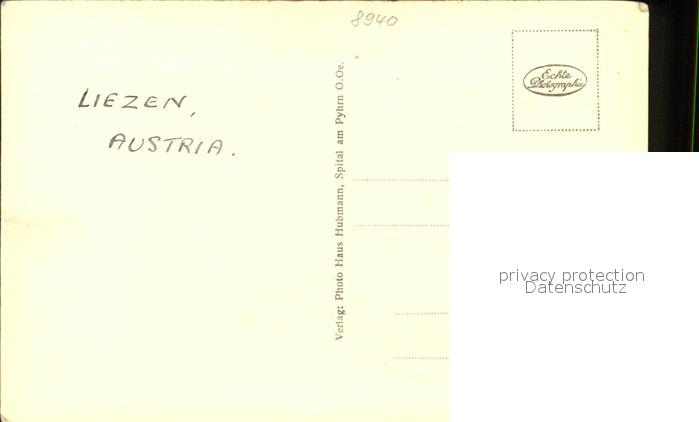 8940
LIEZEN,
AUSTRIA.
Verlag: Photo Haus Hubmann, Spital am Pyhrn O.Oe.
Echte
Photographie
privacy protection
Datenschutz